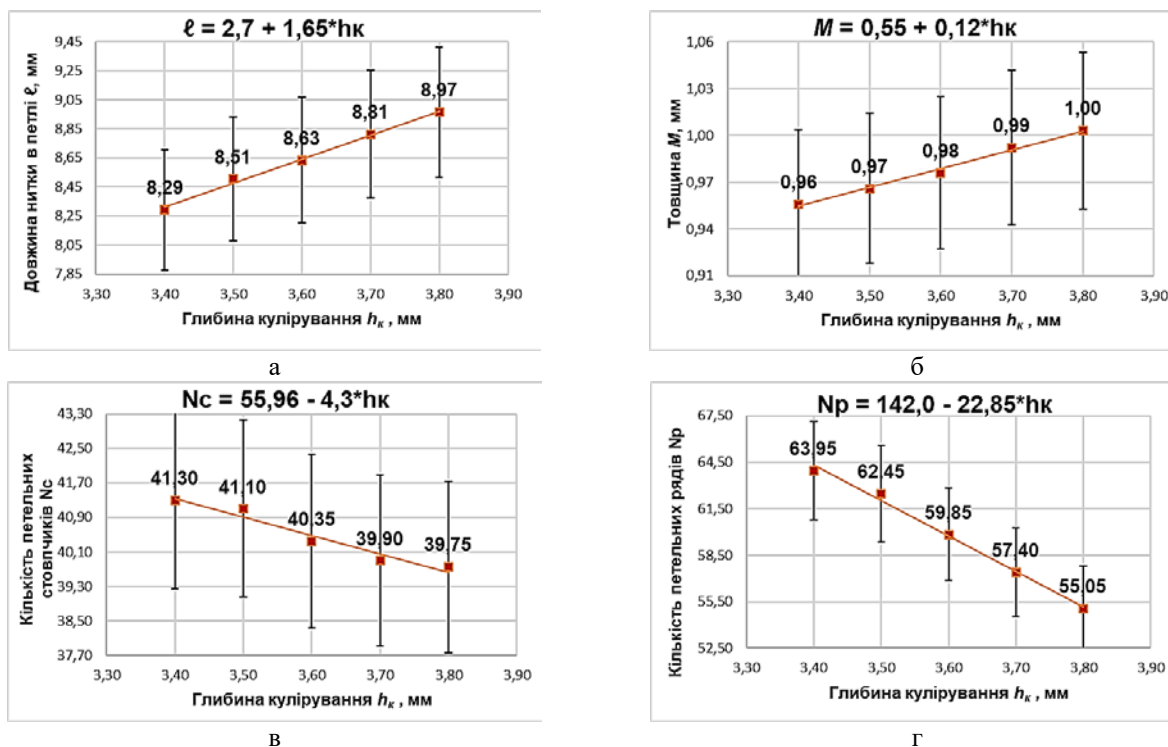 ℓ = 2,7 + 1,65*hк
Довжина нитки в петлі ℓ, мм
9,45
9,25
9,05
8,85
8,65
8,45
8,25
8,05
7,85
8,29
8,51
8,63
8,81
8,97
3,30 3,40 3,50 3,60 3,70 3,80 3,90
Глибина кулірування hк , мм
а
M = 0,55 + 0,12*hк
Товщина M, мм
1,06
1,03
1,00
0,97
0,94
0,91
0,96
0,97
0,98
0,99
1,00
3,30 3,40 3,50 3,60 3,70 3,80 3,90
Глибина кулірування hк , мм
б
Nc = 55,96 - 4,3*hк
Кількість петельних
стовпчиків Nc
43,30
42,50
41,70
40,90
40,10
39,30
38,50
37,70
41,30
41,10
40,35
39,90
39,75
3,30 3,40 3,50 3,60 3,70 3,80 3,90
Глибина кулірування hк , мм
в
Np = 142,0 - 22,85*hк
Кількість петельних рядів Np
67,50
64,50
61,50
58,50
55,50
52,50
63,95
62,45
59,85
57,40
55,05
3,30 3,40 3,50 3,60 3,70 3,80 3,90
Глибина кулірування hк , мм
г